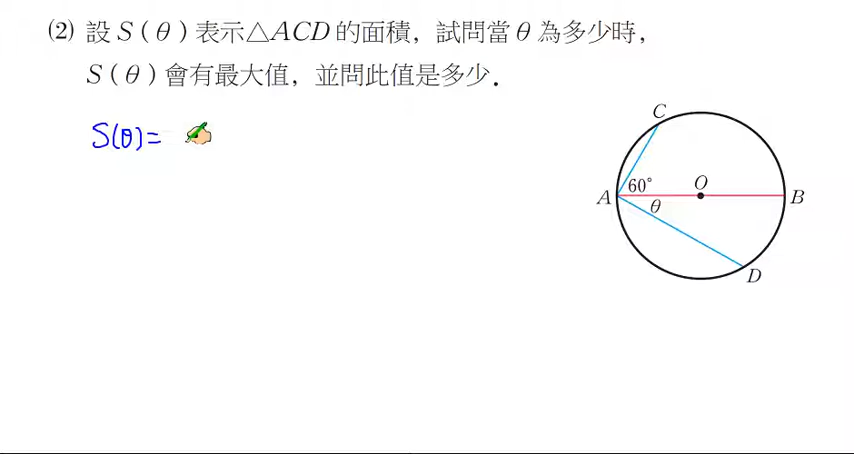 (2) 設 S(θ)表示△ACD 的面積，試問當 θ 為多少時，
S(θ)會有最大值，並問此值是多少．
S(θ)=
C
60°
O
A
B
θ
D